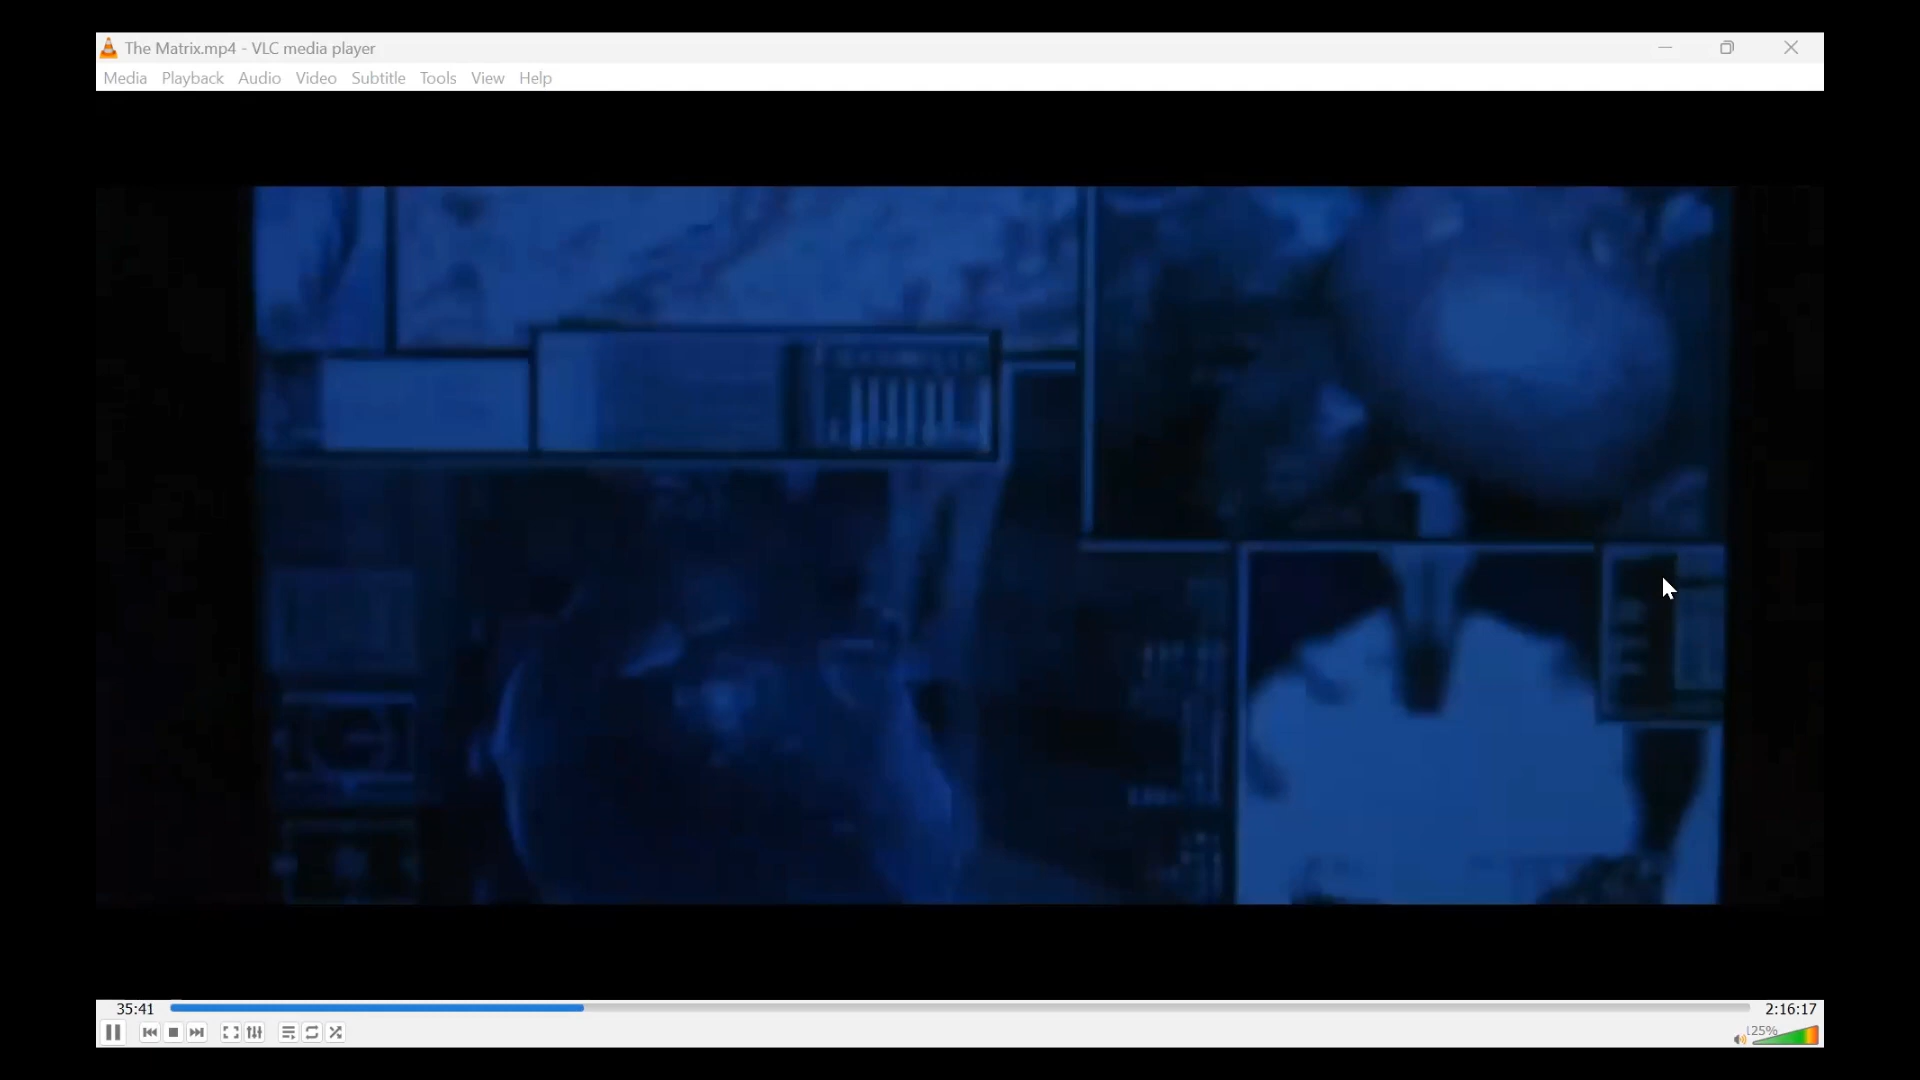 The Matrix.mp4 - VLC media player
Media Playback Audio Video Subtitle Tools View Help
35:41
2:16:17
125%